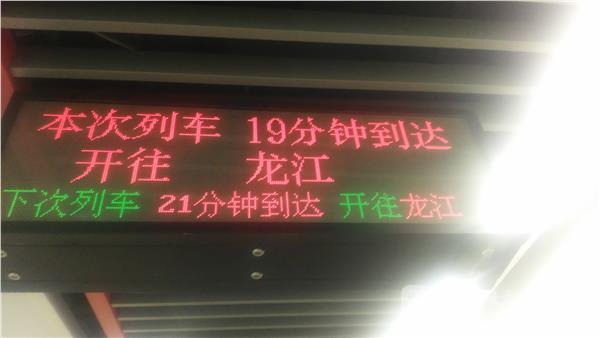 本次列车 19分钟到达
开往 龙江
下次列车 21分钟到达 开往龙江